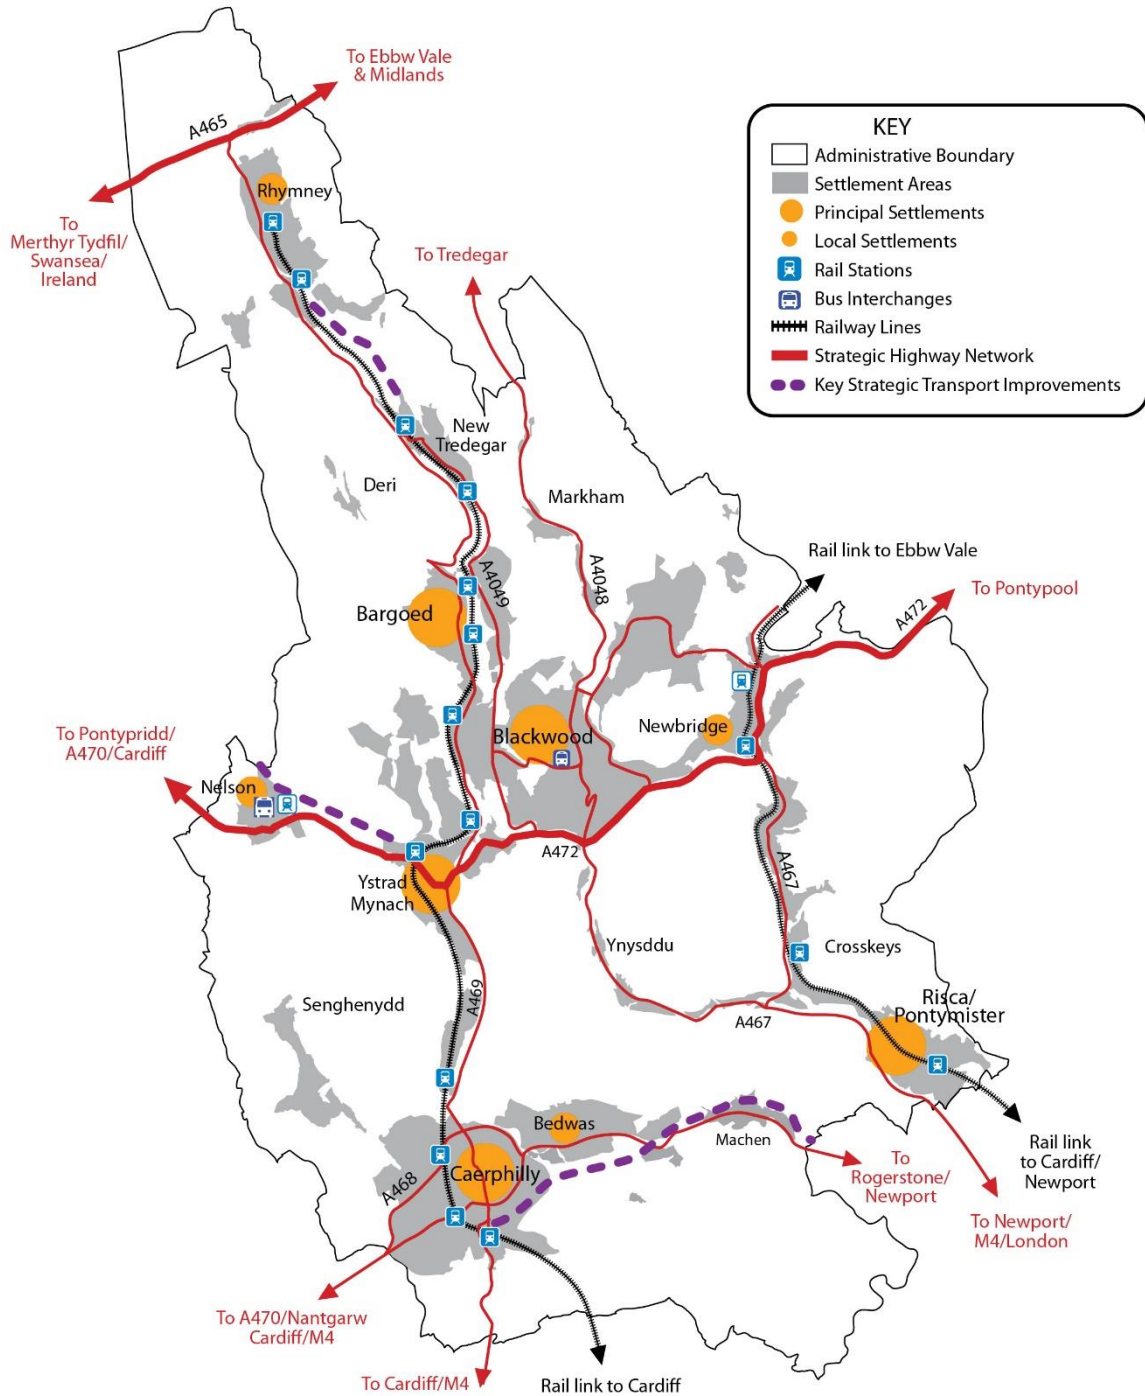 To Ebbw Vale
& Midlands
A465
Rhymney
To
Merthyr Tydfil/
Swansea/
Ireland
To Tredegar
KEY
Administrative Boundary
Settlement Areas
Principal Settlements
Local Settlements
Rail Stations
Bus Interchanges
Railway Lines
Strategic Highway Network
Key Strategic Transport Improvements
New
Tredegar
Deri
Markham
Rail link to Ebbw Vale
A4049
A4048
A472
To Pontypool
Bargoed
To Pontypridd/
A470/Cardiff
Blackwood
Newbridge
Nelson
A472
Ystrad
Mynach
A467
Ynysddu
Crosskeys
Senghenydd
A469
Risca/
Pontymister
A467
Bedwas
Machen
Caerphilly
A468
To
Rogerstone/
Newport
Rail link
to Cardiff/
Newport
To Newport/
M4/London
To A470/Nantgarw
Cardiff/M4
To Cardiff/M4
Rail link to Cardiff